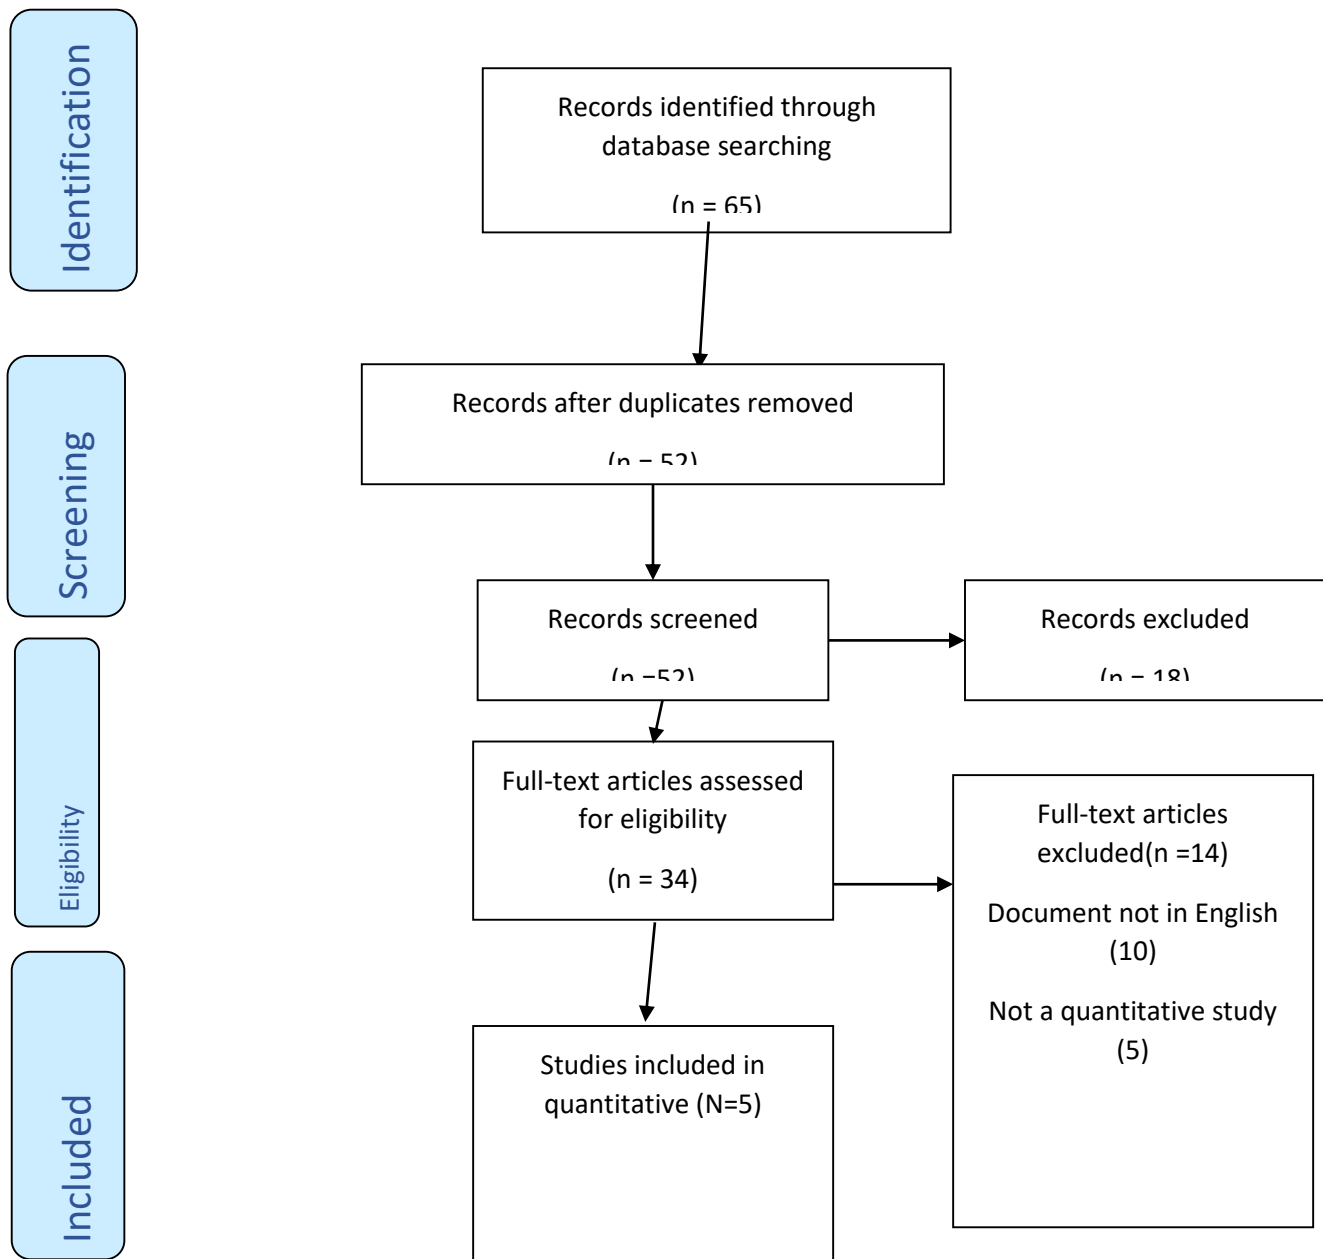 Identification
Records identified through
database searching
(n = 65)
Screening
Records after duplicates removed
(n = 52)
Records screened
(n =52)
Records excluded
(n = 18)
Eligibility
Full-text articles assessed
for eligibility
(n = 34)
Full-text articles
excluded(n =14)
Document not in English
(10)
Not a quantitative study
(5)
Included
Studies included in
quantitative (N=5)